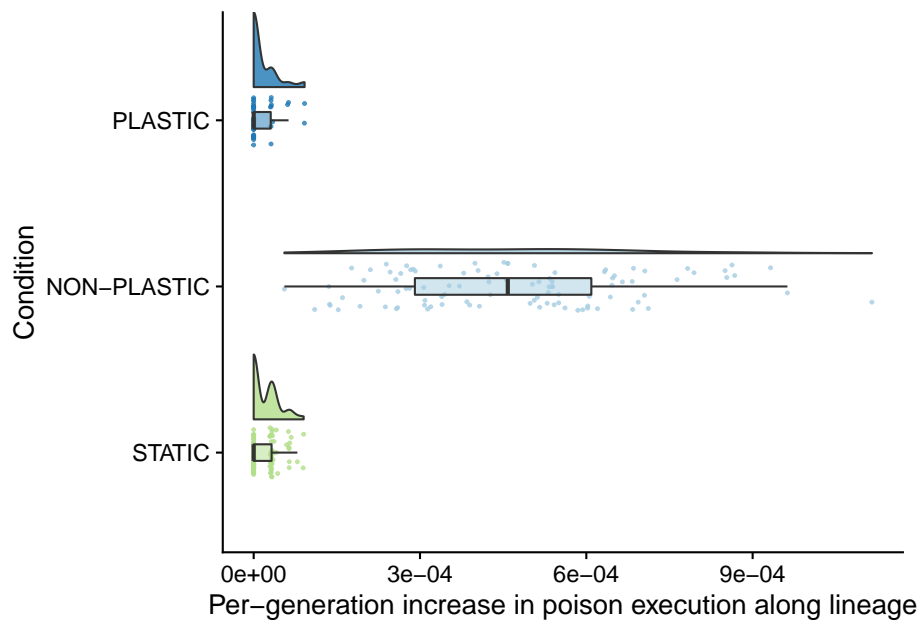 Condition
PLASTIC
NON−PLASTIC
STATIC
0e+00 3e−04 6e−04 9e−04
Per−generation increase in poison execution along lineage